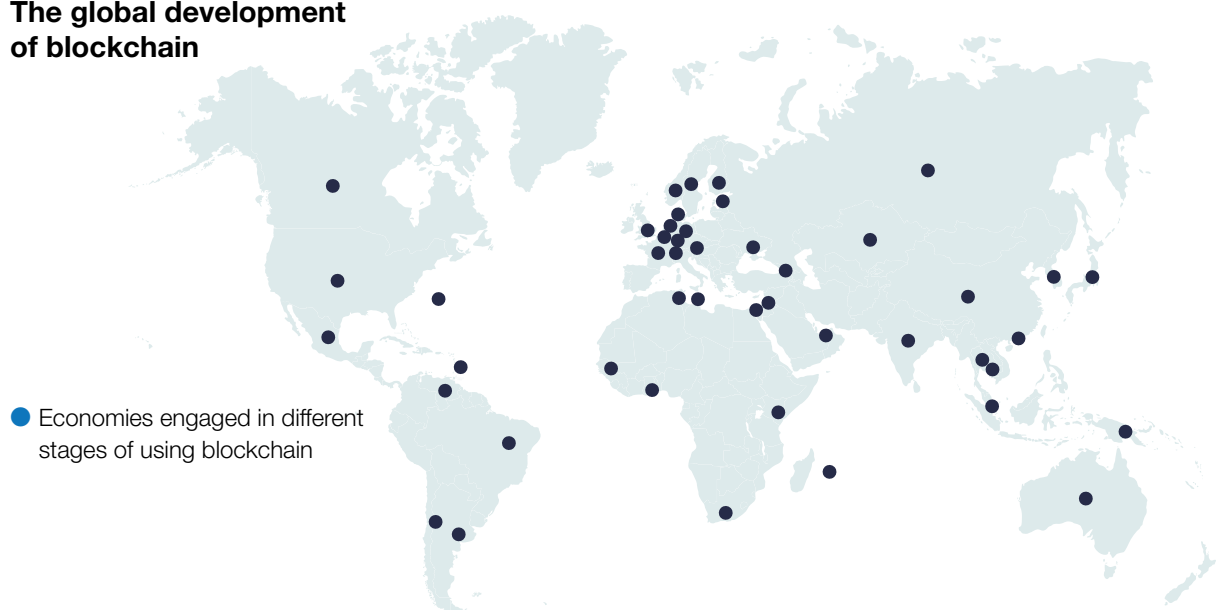 The global development
of blockchain
Economies engaged in different
stages of using blockchain